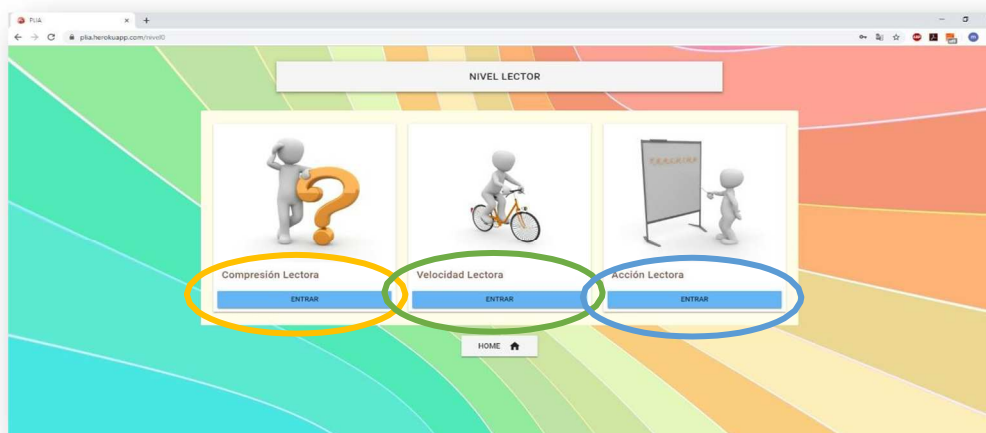 PLIA
plia.herokuapp.com/nivel0
NIVEL LECTOR
Compresión Lectora
Velocidad Lectora
Acción Lectora
ENTRAR
ENTRAR
ENTRAR
HOME